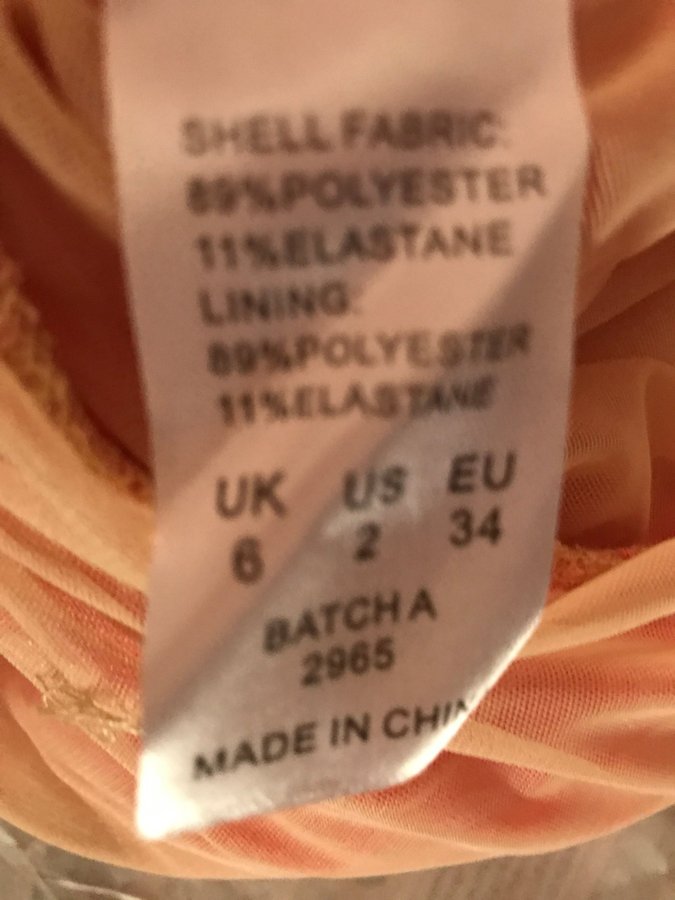 SHELL FABRIC:
89%POLYESTER
11%ELASTANE
LINING:
89%POLYESTER
11%ELASTANE
UK US EU
6 2 34
BATCH A
2965
MADE IN CHIN